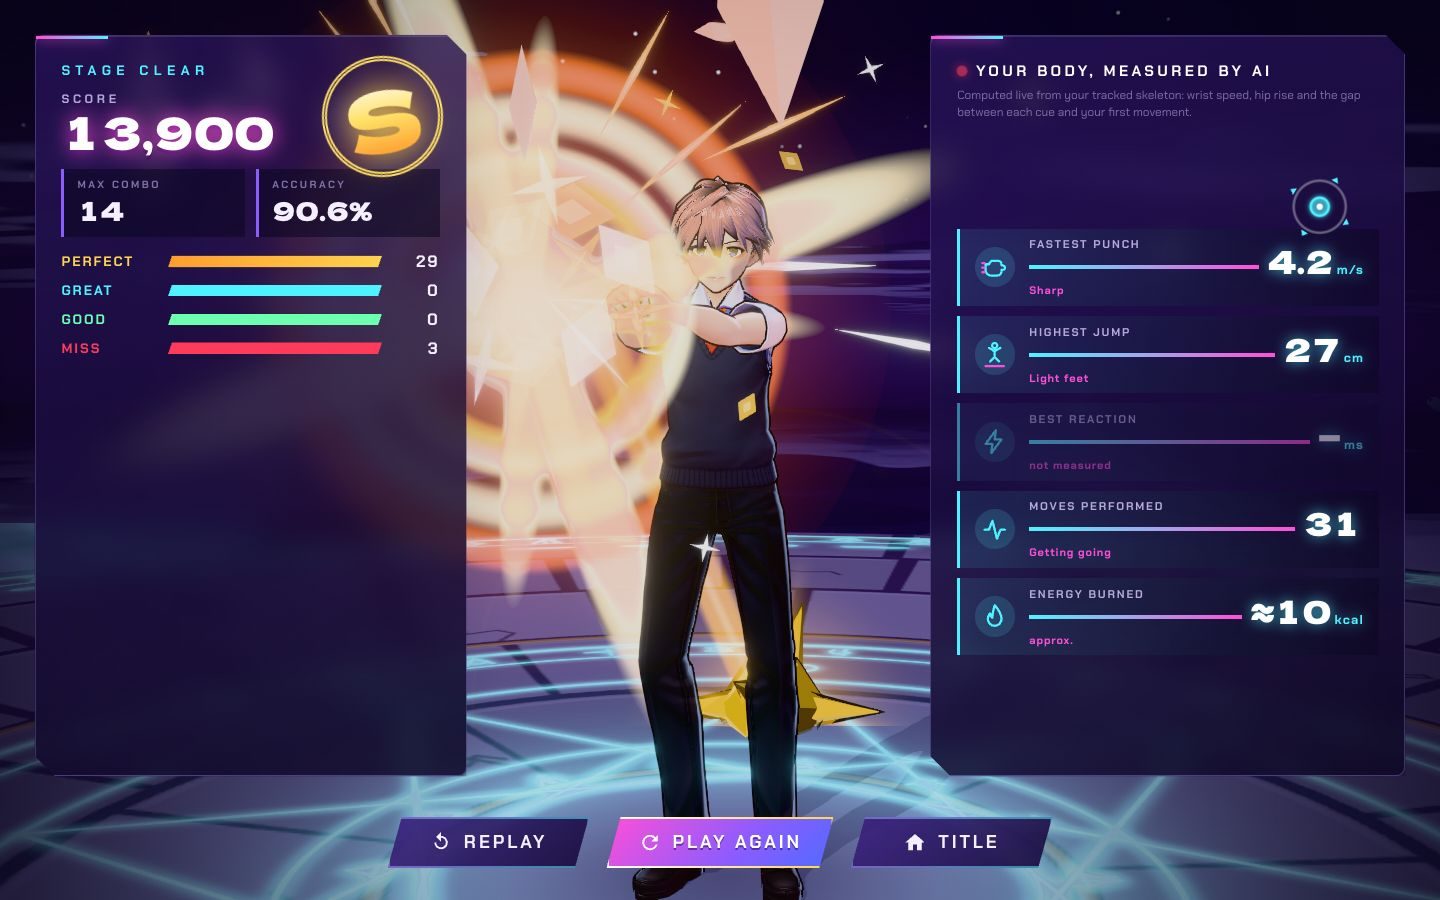 STAGE CLEAR
SCORE
13,900
S
MAX COMBO
14
ACCURACY
90.6%
PERFECT 29
GREAT 0
GOOD 0
MISS 3
YOUR BODY, MEASURED BY AI
Computed live from your tracked skeleton: wrist speed, hip rise and the gap
between each cue and your first movement.
FASTEST PUNCH
4.2 m/s
Sharp
HIGHEST JUMP
27 cm
Light feet
BEST REACTION
— ms
not measured
MOVES PERFORMED
31
Getting going
ENERGY BURNED
≈10 kcal
approx.
REPLAY
PLAY AGAIN
TITLE